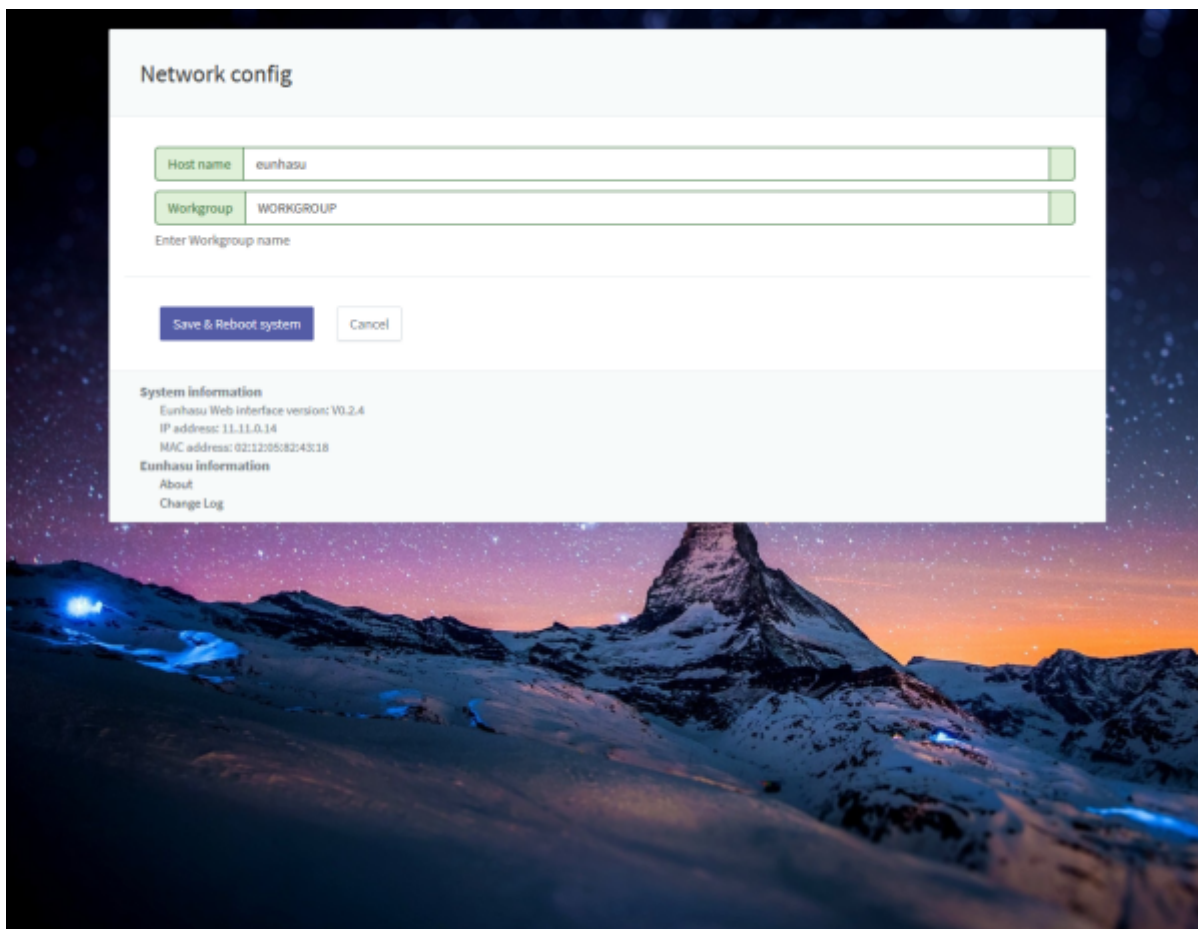 Network config
Host name eunhasu
Workgroup WORKGROUP
Enter Workgroup name
Save & Reboot system Cancel
System information
Eunhasu Web interface version: V0.2.4
IP address: 11.11.0.14
MAC address: 02:12:05:82:43:18
Eunhasu information
About
Change Log